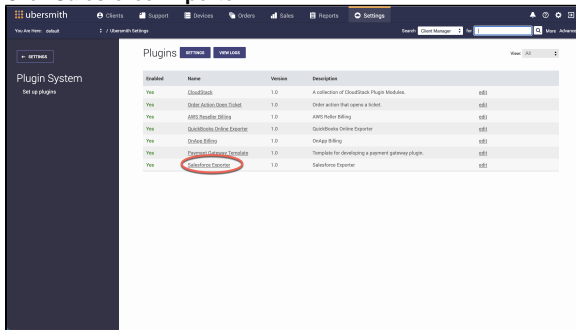 ubersmith Clients Support Devices Orders Sales Reports Settings
You Are Here: default / Ubersmith Settings Search: Client Manager for More Advanced
← SETTINGS Plugins SETTINGS VIEW LOGS View: All
Plugin System
Set up plugins
Enabled Name Version Description
Yes CloudStack 1.0 A collection of CloudStack Plugin Modules. edit
Yes Order Action Open Ticket 1.0 Order action that opens a ticket. edit
Yes AWS Reseller Billing 1.0 AWS Reller Billing edit
Yes QuickBooks Online Exporter 1.0 QuickBooks Online Exporter edit
Yes OnApp Billing 1.0 OnApp Billing edit
Yes Payment Gateway Template 1.0 Template for developing a payment gateway plugin. edit
Yes Salesforce Exporter 1.0 Salesforce Exporter edit